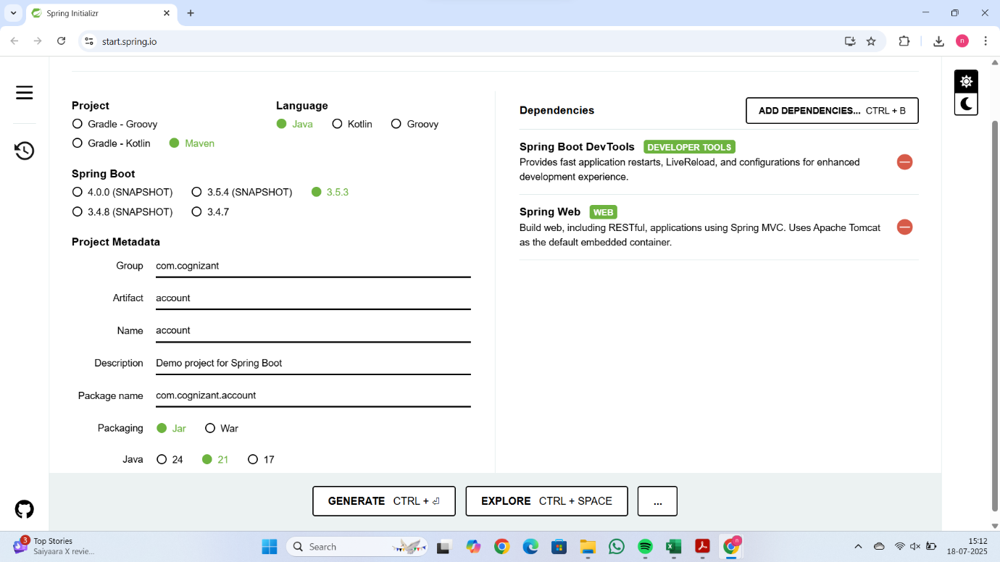 Spring Initializr
start.spring.io
n
Project
Gradle - Groovy
Gradle - Kotlin Maven
Language
Java Kotlin Groovy
Spring Boot
4.0.0 (SNAPSHOT) 3.5.4 (SNAPSHOT) 3.5.3
3.4.8 (SNAPSHOT) 3.4.7
Project Metadata
Group com.cognizant
Artifact account
Name account
Description Demo project for Spring Boot
Package name com.cognizant.account
Packaging Jar War
Java 24 21 17
Dependencies ADD DEPENDENCIES... CTRL + B
Spring Boot DevTools DEVELOPER TOOLS
Provides fast application restarts, LiveReload, and configurations for enhanced
development experience.
Spring Web WEB
Build web, including RESTful, applications using Spring MVC. Uses Apache Tomcat
as the default embedded container.
GENERATE CTRL + ⏎ EXPLORE CTRL + SPACE ...
3 Top Stories
Saiyaara X revie...
Search
n
15:12
18-07-2025